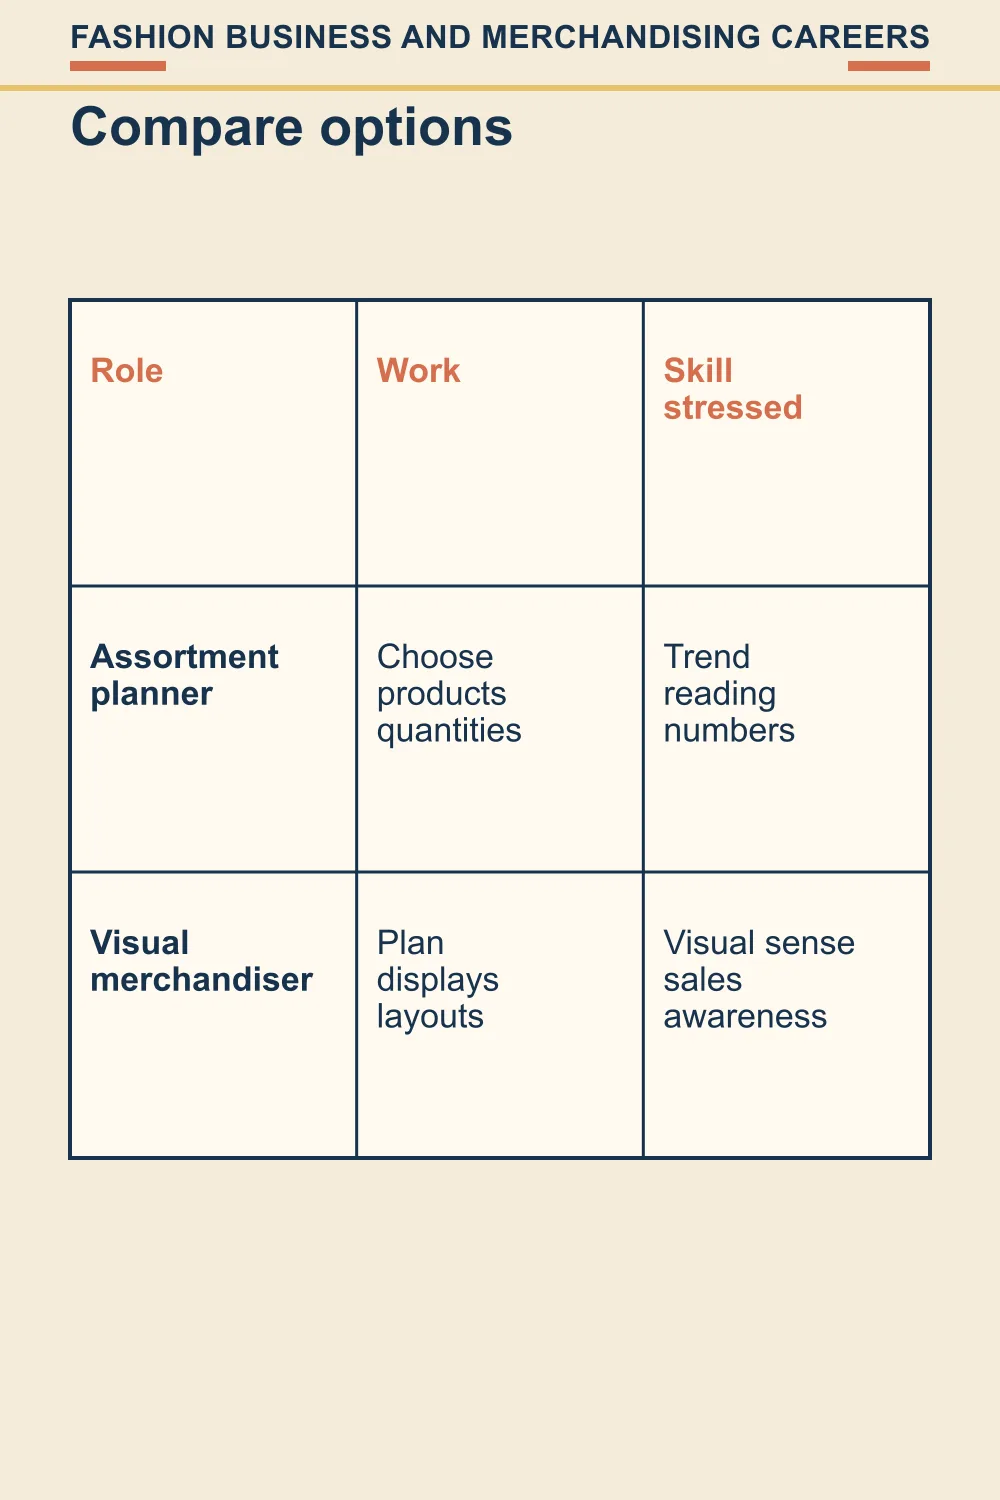 FASHION BUSINESS AND MERCHANDISING CAREERS
Compare options
Role
Work
Skill
stressed
Assortment
planner
Choose
products
quantities
Trend
reading
numbers
Visual
merchandiser
Plan
displays
layouts
Visual sense
sales
awareness